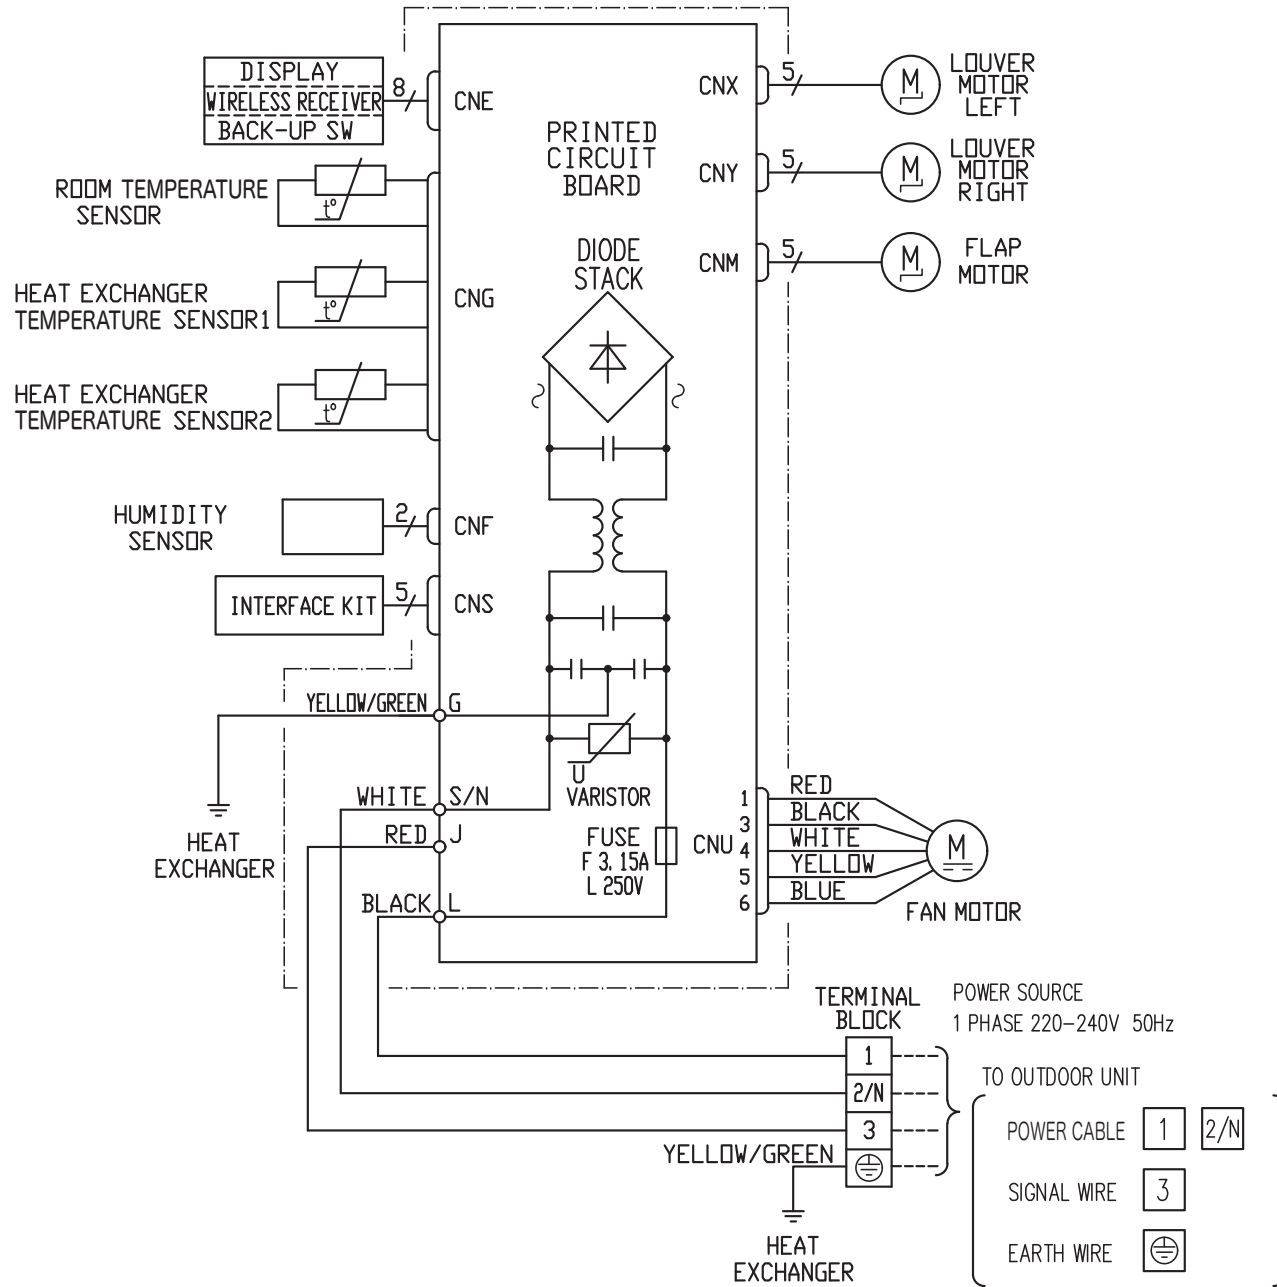 DISPLAY
WIRELESS RECEIVER
BACK-UP SW
8
CNE
ROOM TEMPERATURE
SENSOR
t°
HEAT EXCHANGER
TEMPERATURE SENSOR1
t°
CNG
HEAT EXCHANGER
TEMPERATURE SENSOR2
t°
HUMIDITY
SENSOR
2
CNF
INTERFACE KIT
5
CNS
PRINTED
CIRCUIT
BOARD
DIODE
STACK
CNX
5
M
LOUVER
MOTOR
LEFT
CNY
5
M
LOUVER
MOTOR
RIGHT
CNM
5
M
FLAP
MOTOR
YELLOW/GREEN
G
HEAT
EXCHANGER
U
VARISTOR
WHITE
S/N
RED
J
BLACK
L
FUSE
F 3.15A
L 250V
CNU
1
3
4
5
6
RED
BLACK
WHITE
YELLOW
BLUE
M
FAN MOTOR
TERMINAL
BLOCK
1
2/N
3
YELLOW/GREEN
HEAT
EXCHANGER
POWER SOURCE
1 PHASE 220-240V 50Hz
TO OUTDOOR UNIT
POWER CABLE 1 2/N
SIGNAL WIRE 3
EARTH WIRE